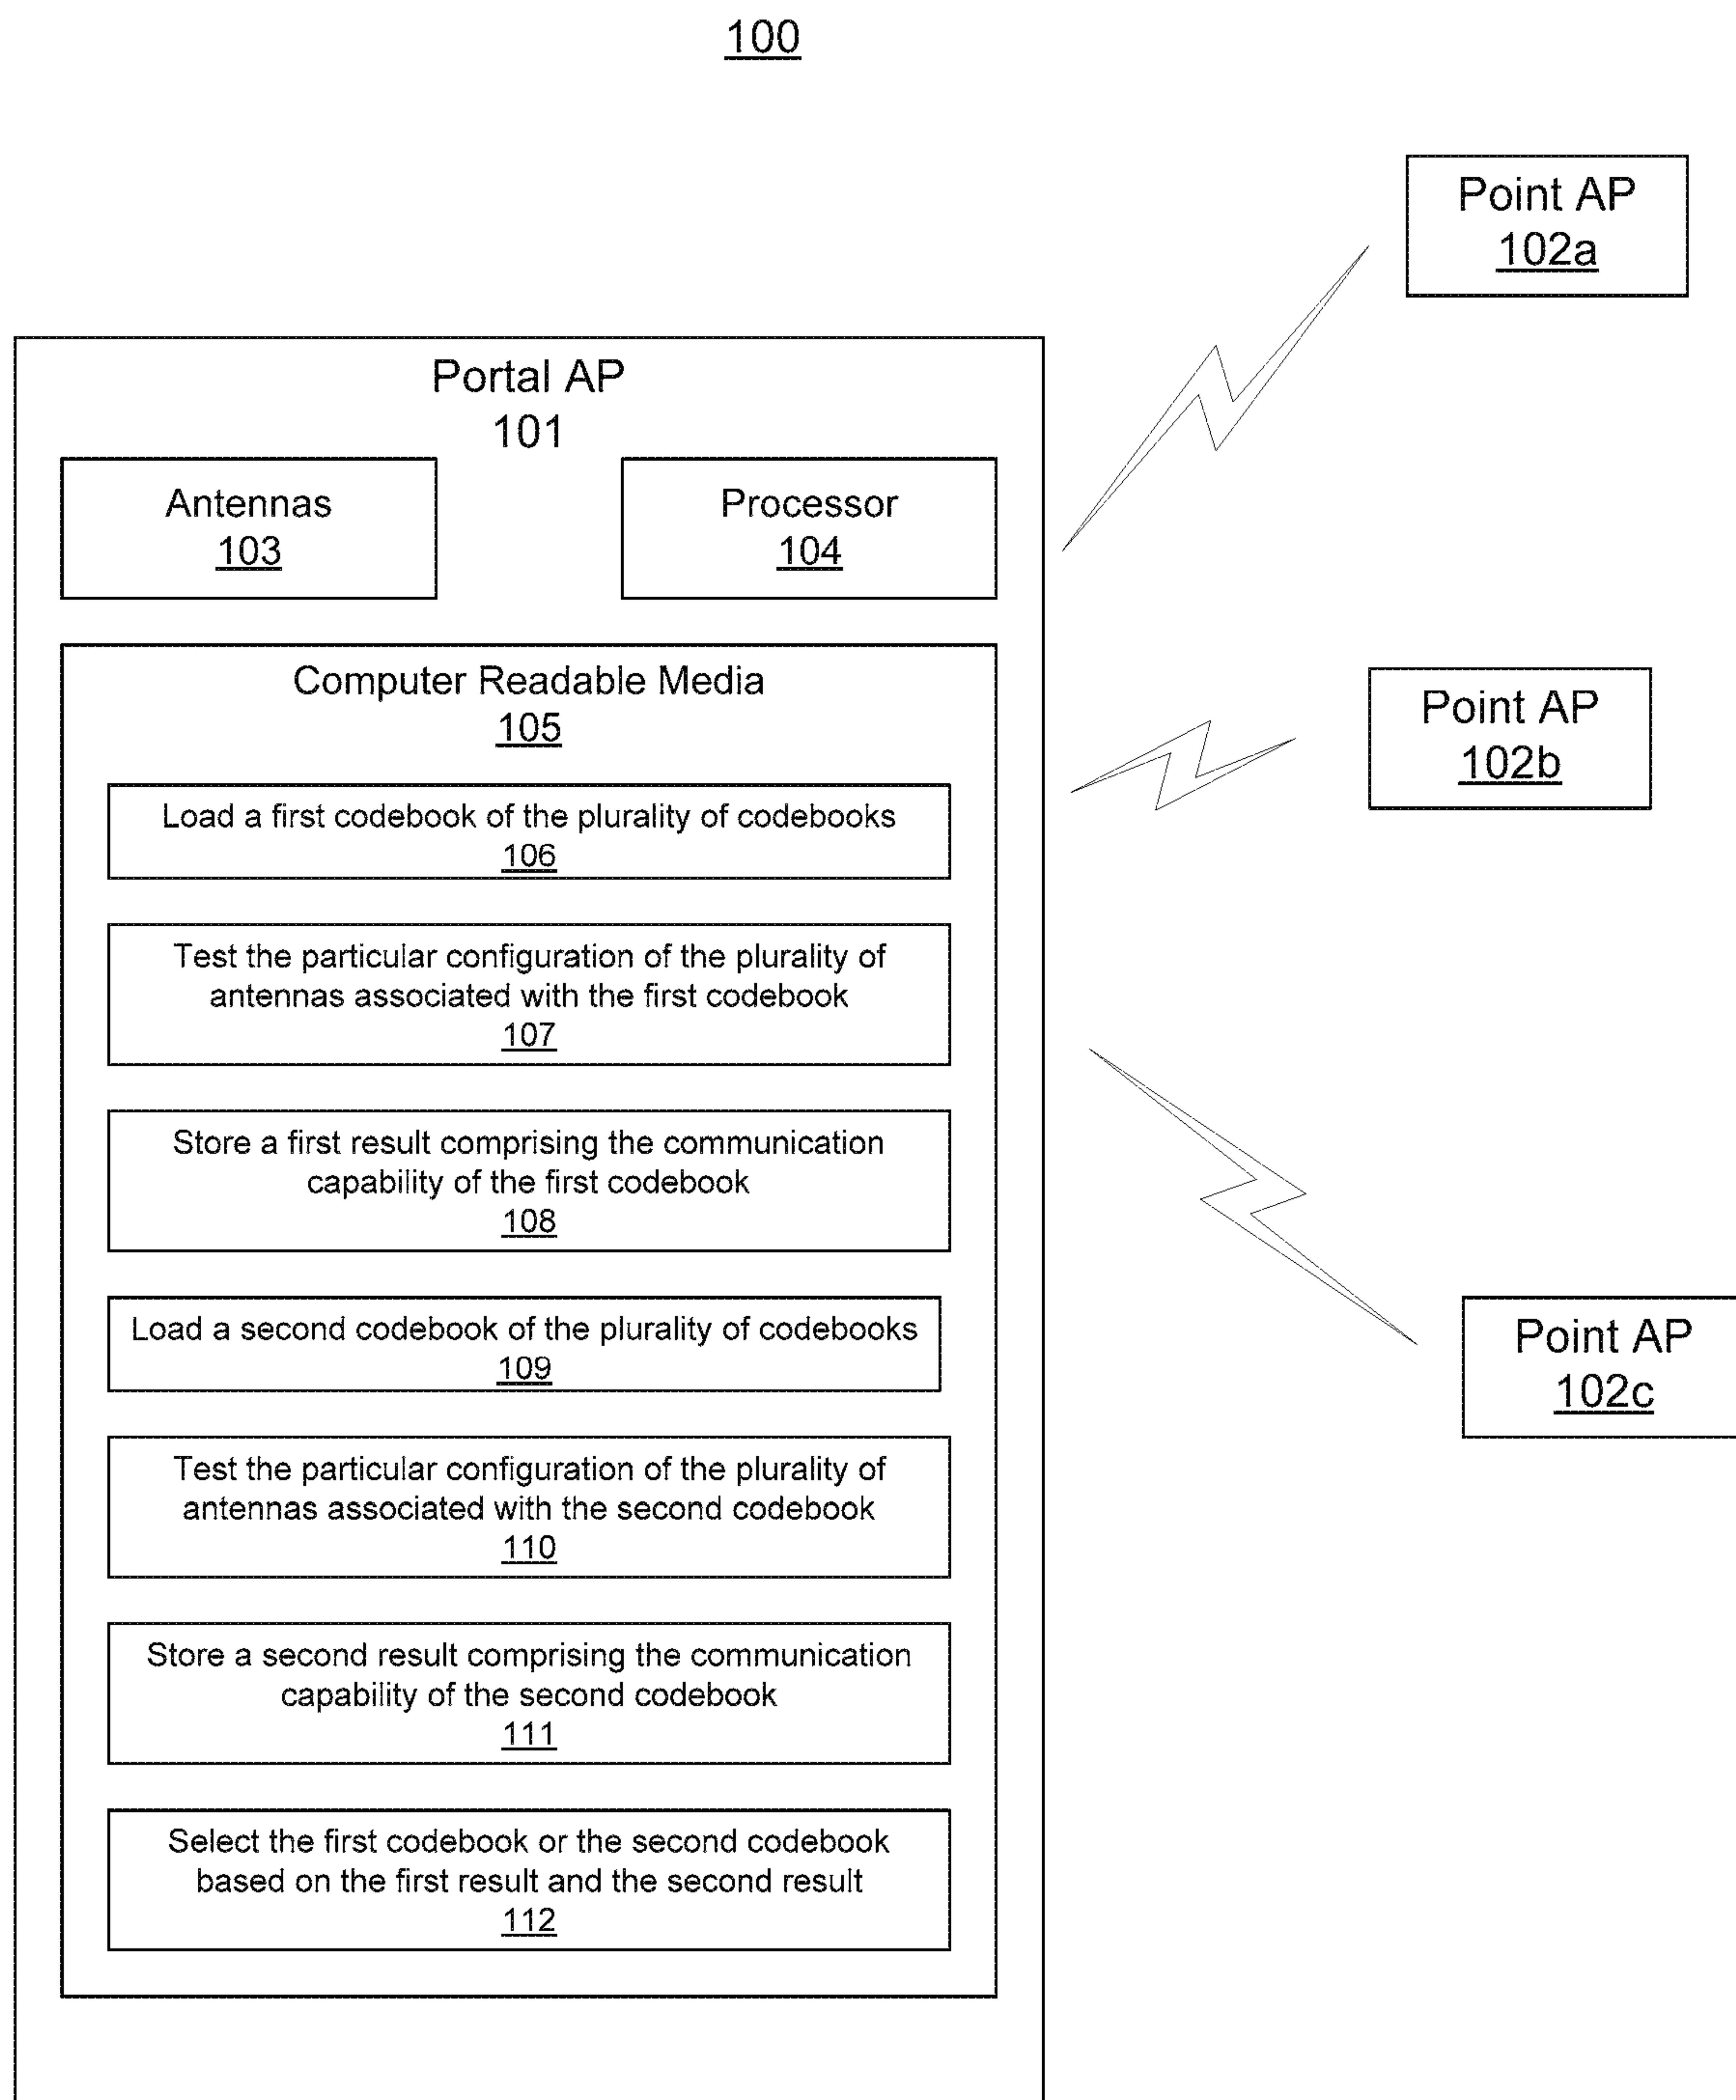 100
Point AP
102a
Portal AP
101
Antennas
103
Processor
104
Computer Readable Media
105
Load a first codebook of the plurality of codebooks
106
Test the particular configuration of the plurality of
antennas associated with the first codebook
107
Store a first result comprising the communication
capability of the first codebook
108
Load a second codebook of the plurality of codebooks
109
Test the particular configuration of the plurality of
antennas associated with the second codebook
110
Store a second result comprising the communication
capability of the second codebook
111
Select the first codebook or the second codebook
based on the first result and the second result
112
Point AP
102b
Point AP
102c